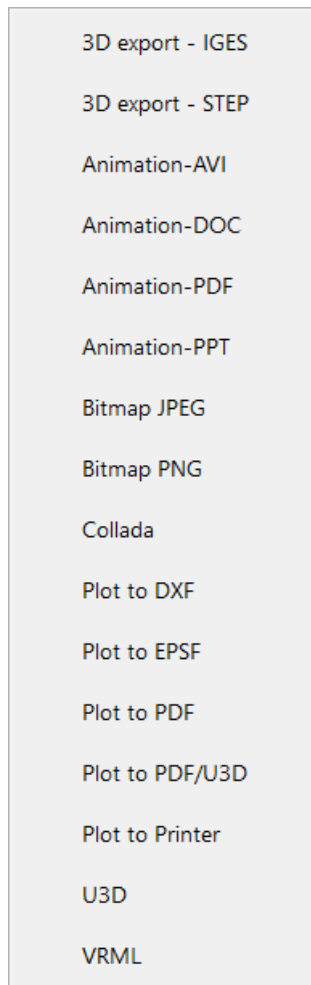 3D export - IGES
3D export - STEP
Animation-AVI
Animation-DOC
Animation-PDF
Animation-PPT
Bitmap JPEG
Bitmap PNG
Collada
Plot to DXF
Plot to EPSF
Plot to PDF
Plot to PDF/U3D
Plot to Printer
U3D
VRML